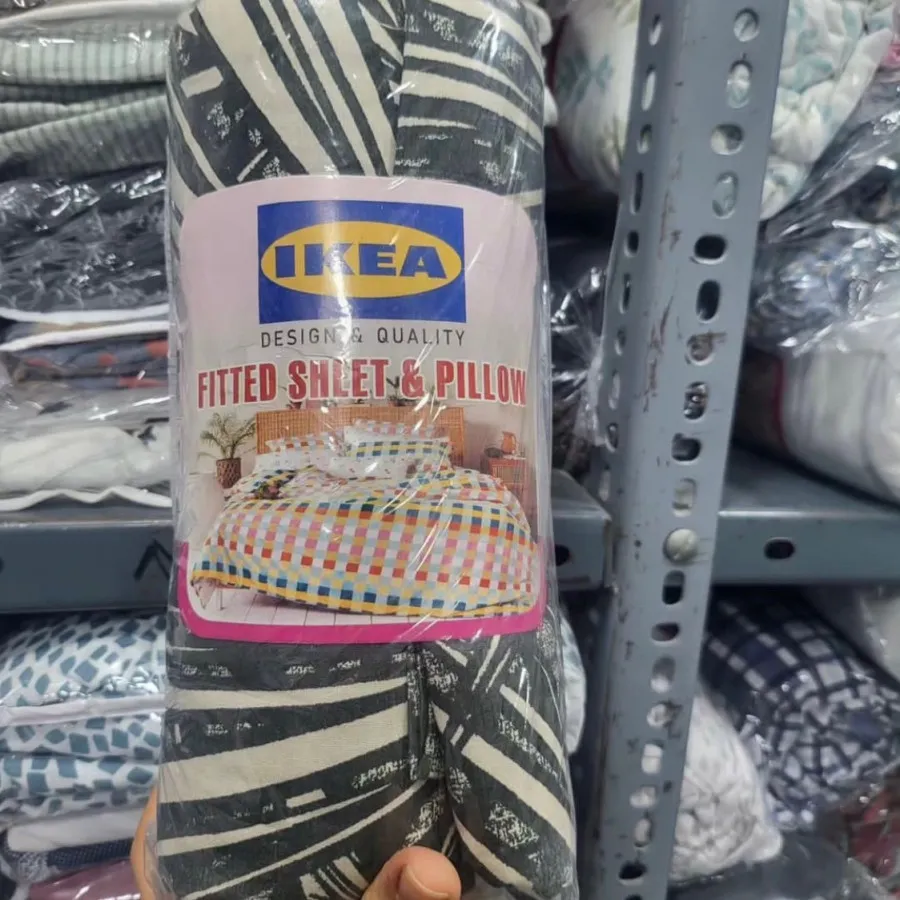 IKEA
DESIGN & QUALITY
FITTED SHEET & PILLOW